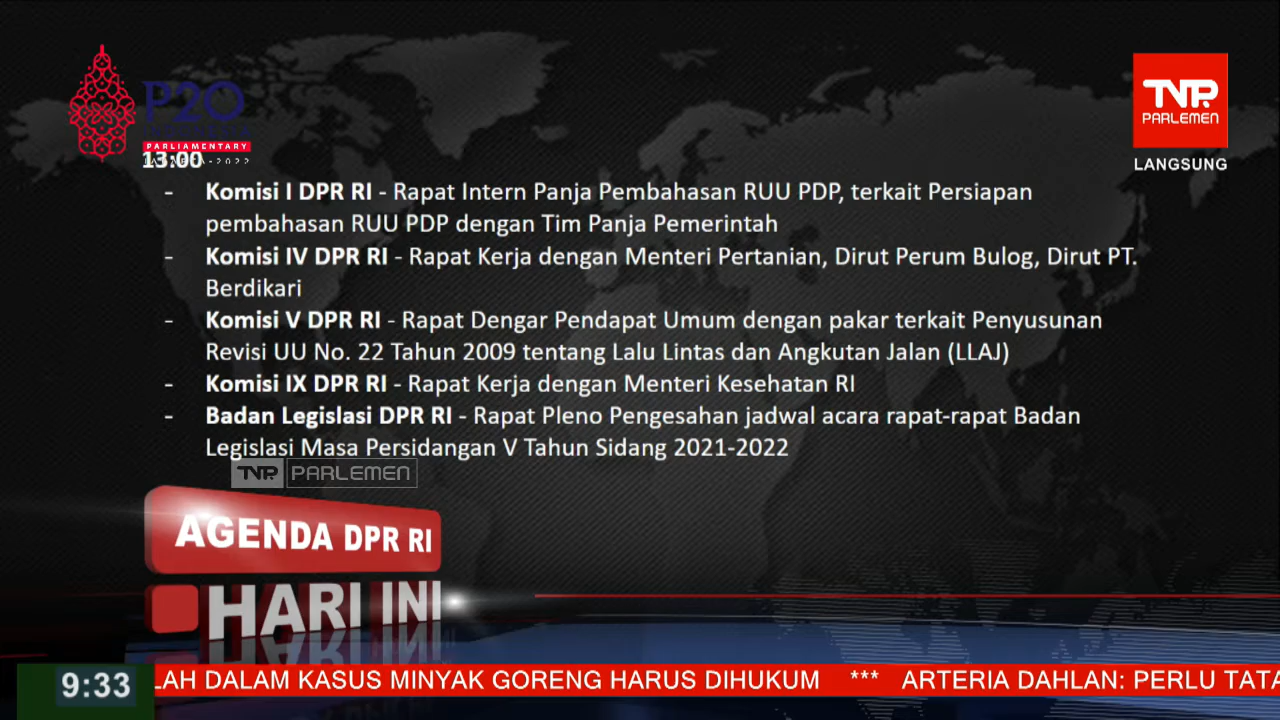 P20
INDONESIA
PARLIAMENTARY
13:00
TVP.
PARLEMEN
LANGSUNG
- Komisi I DPR RI - Rapat Intern Panja Pembahasan RUU PDP, terkait Persiapan
pembahasan RUU PDP dengan Tim Panja Pemerintah
- Komisi IV DPR RI - Rapat Kerja dengan Menteri Pertanian, Dirut Perum Bulog, Dirut PT.
Berdikari
- Komisi V DPR RI - Rapat Dengar Pendapat Umum dengan pakar terkait Penyusunan
Revisi UU No. 22 Tahun 2009 tentang Lalu Lintas dan Angkutan Jalan (LLAJ)
- Komisi IX DPR RI - Rapat Kerja dengan Menteri Kesehatan RI
- Badan Legislasi DPR RI - Rapat Pleno Pengesahan jadwal acara rapat-rapat Badan
Legislasi Masa Persidangan V Tahun Sidang 2021-2022
TVP. PARLEMEN
AGENDA DPR RI
HARI INI
9:33 LAH DALAM KASUS MINYAK GORENG HARUS DIHUKUM *** ARTERIA DAHLAN: PERLU TATA